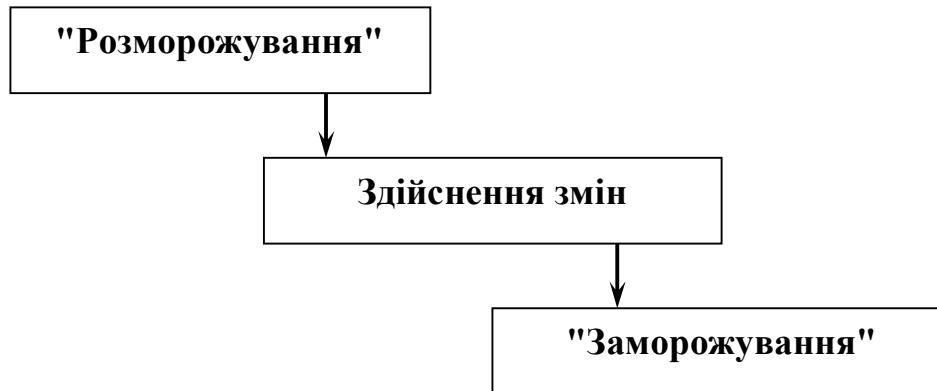 "Розморожування"
Здійснення змін
"Заморожування"